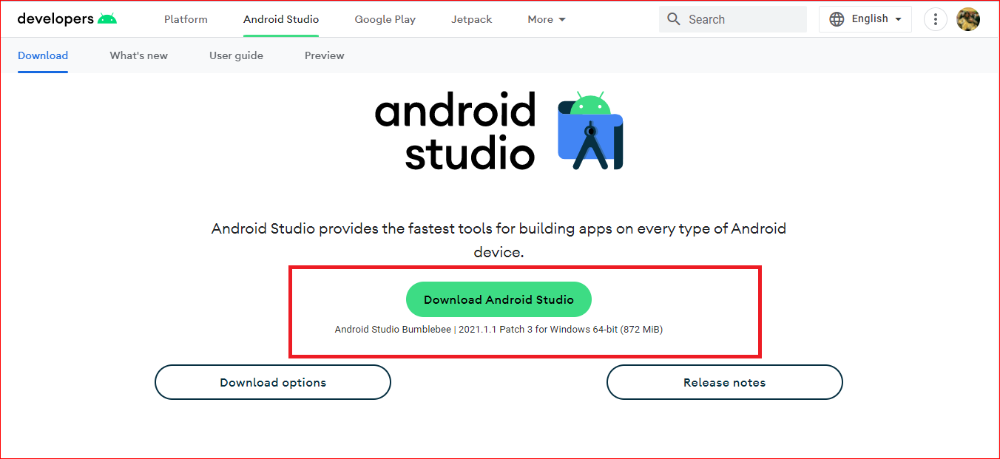 developers Platform Android Studio Google Play Jetpack More Search English
Download What's new User guide Preview
android
studio
Android Studio provides the fastest tools for building apps on every type of Android
device.
Download Android Studio
Android Studio Bumblebee | 2021.1.1 Patch 3 for Windows 64-bit (872 MiB)
Download options Release notes